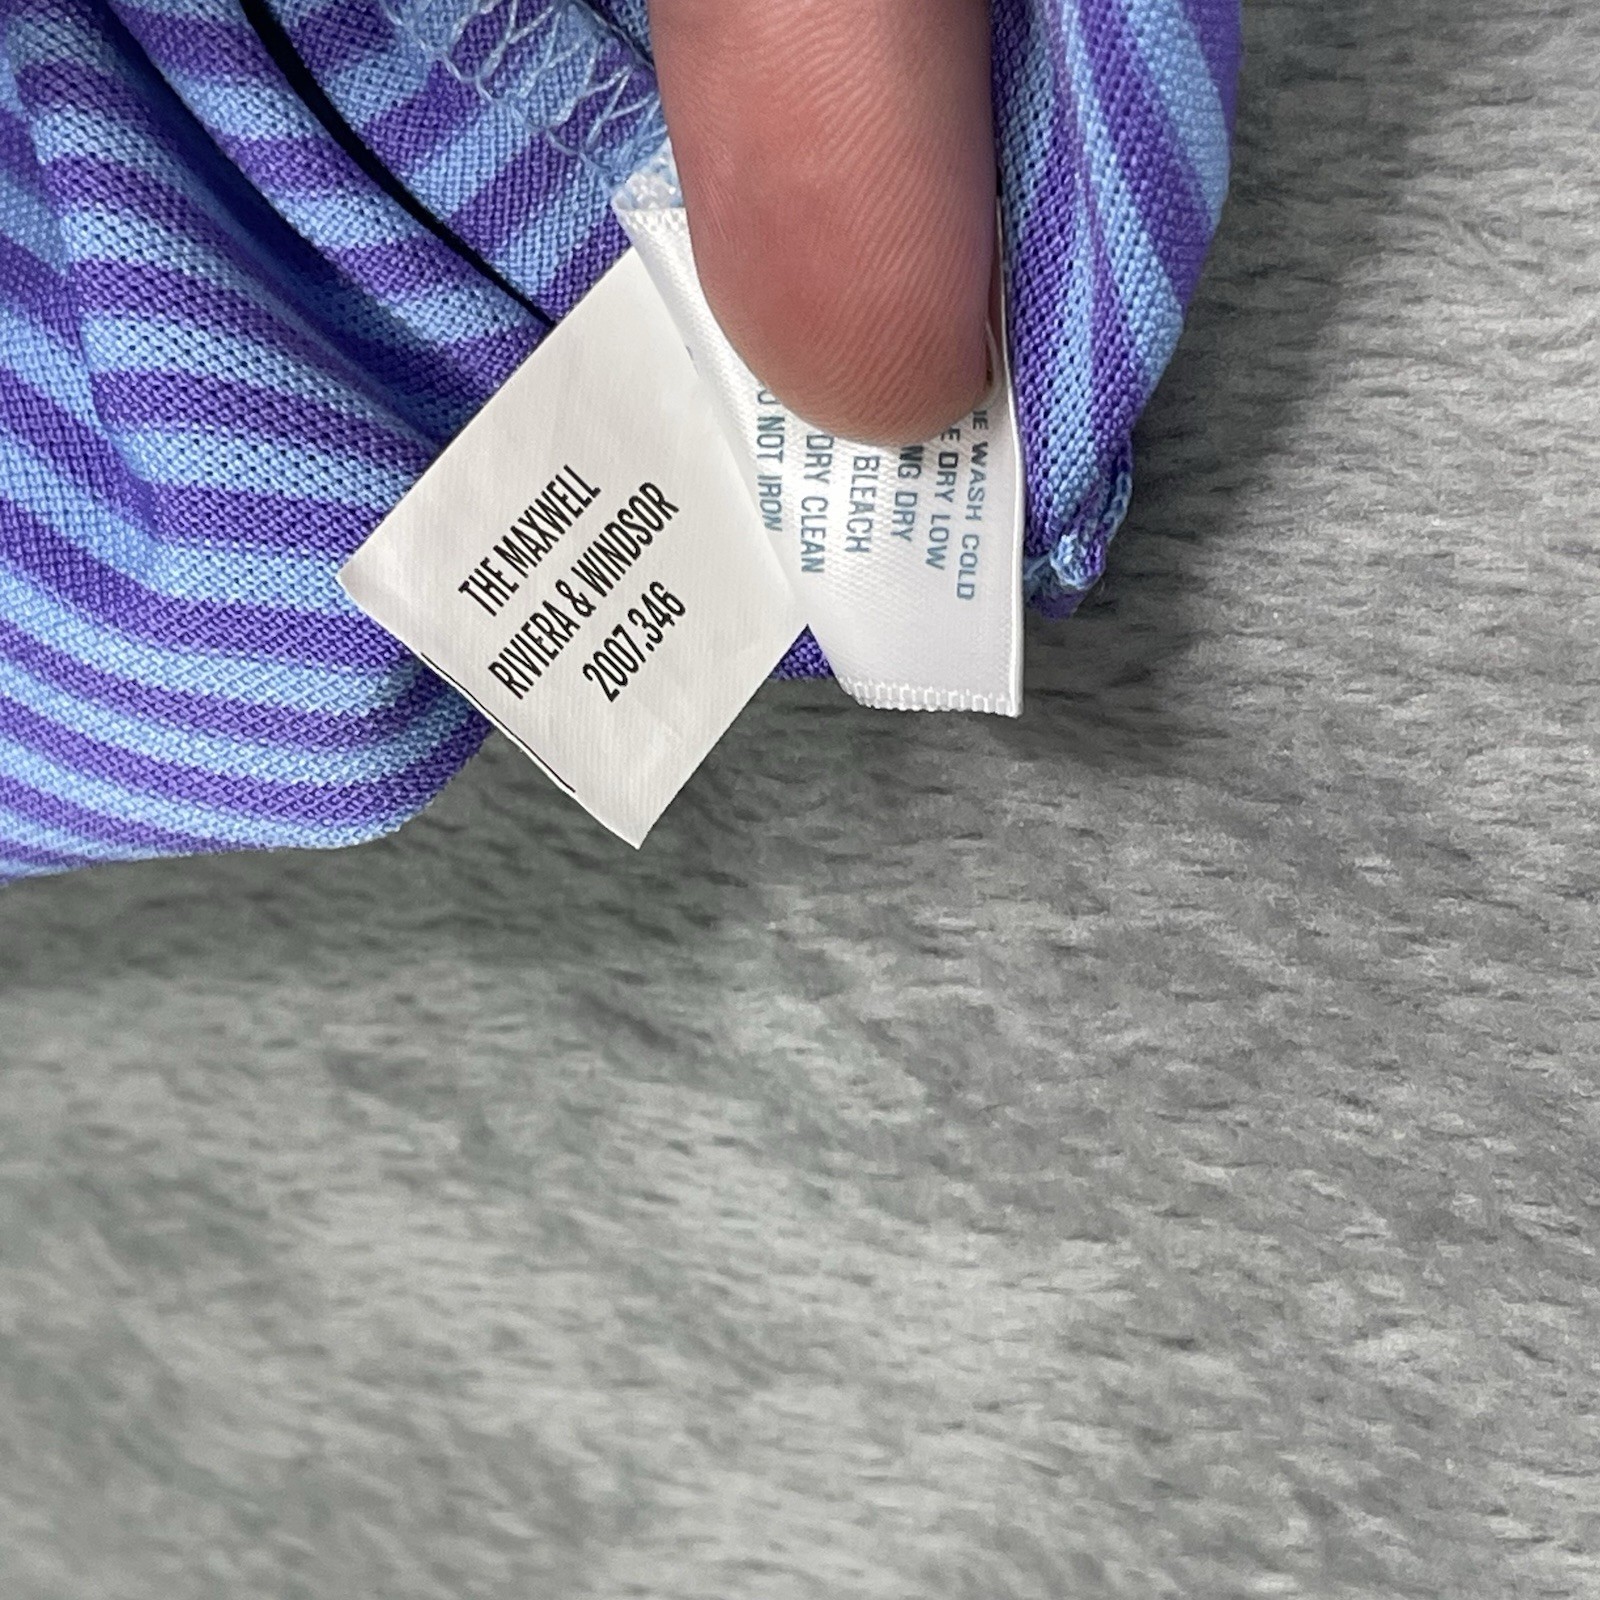 THE MAXWELL
RIVIERA & WINDSOR
2007.346
WASH COLD
DRY LOW
DRY
BLEACH
DRY CLEAN
NOT IRON